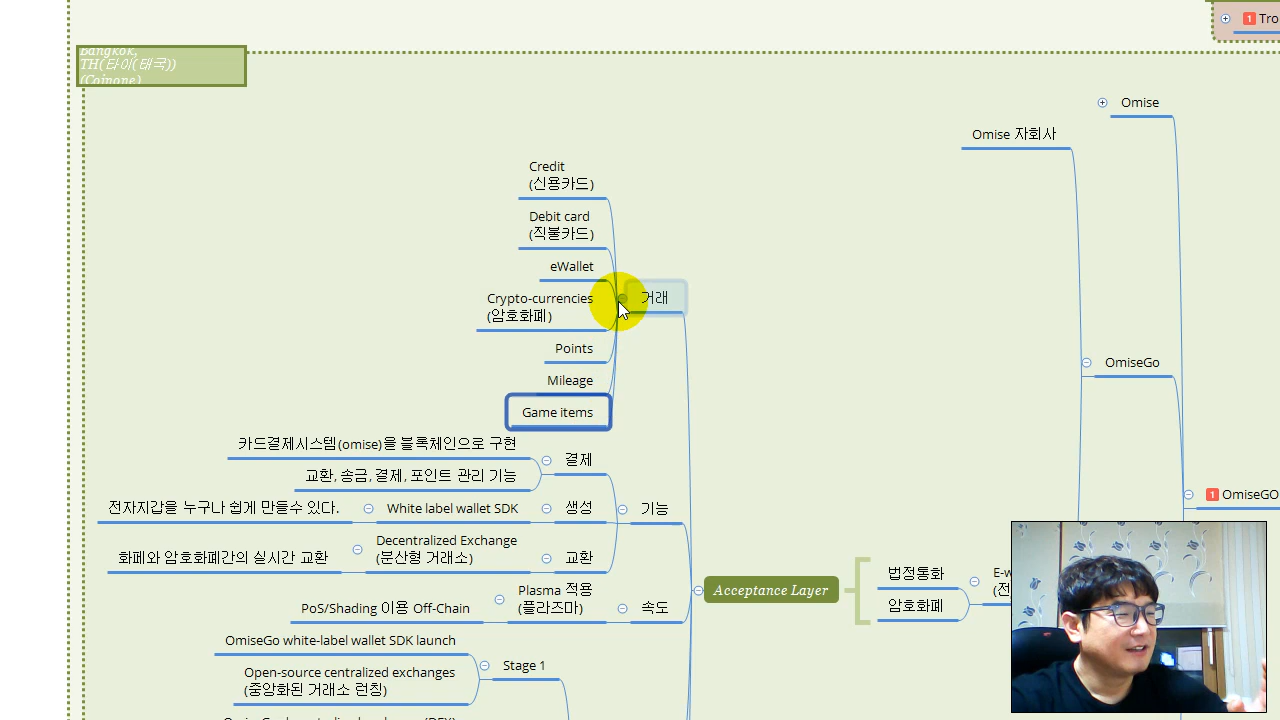 Bangkok,
TH(타이(태국))
(Coinone)
1 Tro
Omise
Omise 자회사
Credit
(신용카드)
Debit card
(직불카드)
eWallet
Crypto-currencies
(암호화폐)
거래
Points
Mileage
Game items
OmiseGo
카드결제시스템(omise)을 블록체인으로 구현
교환, 송금, 결제, 포인트 관리 기능
결제
전자지갑을 누구나 쉽게 만들수 있다.
White label wallet SDK
생성
기능
1 OmiseGO
화페와 암호화폐간의 실시간 교환
Decentralized Exchange
(분산형 거래소)
교환
PoS/Shading 이용 Off-Chain
Plasma 적용
(플라즈마)
속도
Acceptance Layer
법정통화
암호화폐
E-w
(전
OmiseGo white-label wallet SDK launch
Open-source centralized exchanges
(중앙화된 거래소 런칭)
Stage 1